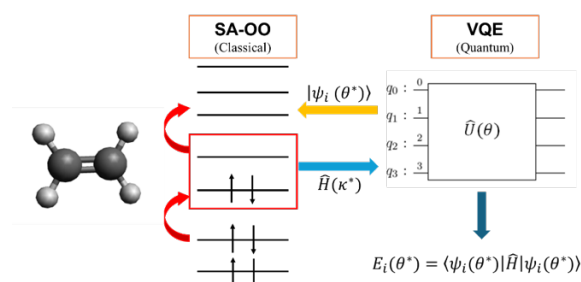 SA-OO
(Classical)
VQE
(Quantum)
|ψᵢ (θ*)⟩
Ĥ(κ*)
q₀ : 0
q₁ : 1
q₂ : 2
q₃ : 3
Û(θ)
Eᵢ(θ*) = ⟨ψᵢ(θ*)|Ĥ|ψᵢ(θ*)⟩